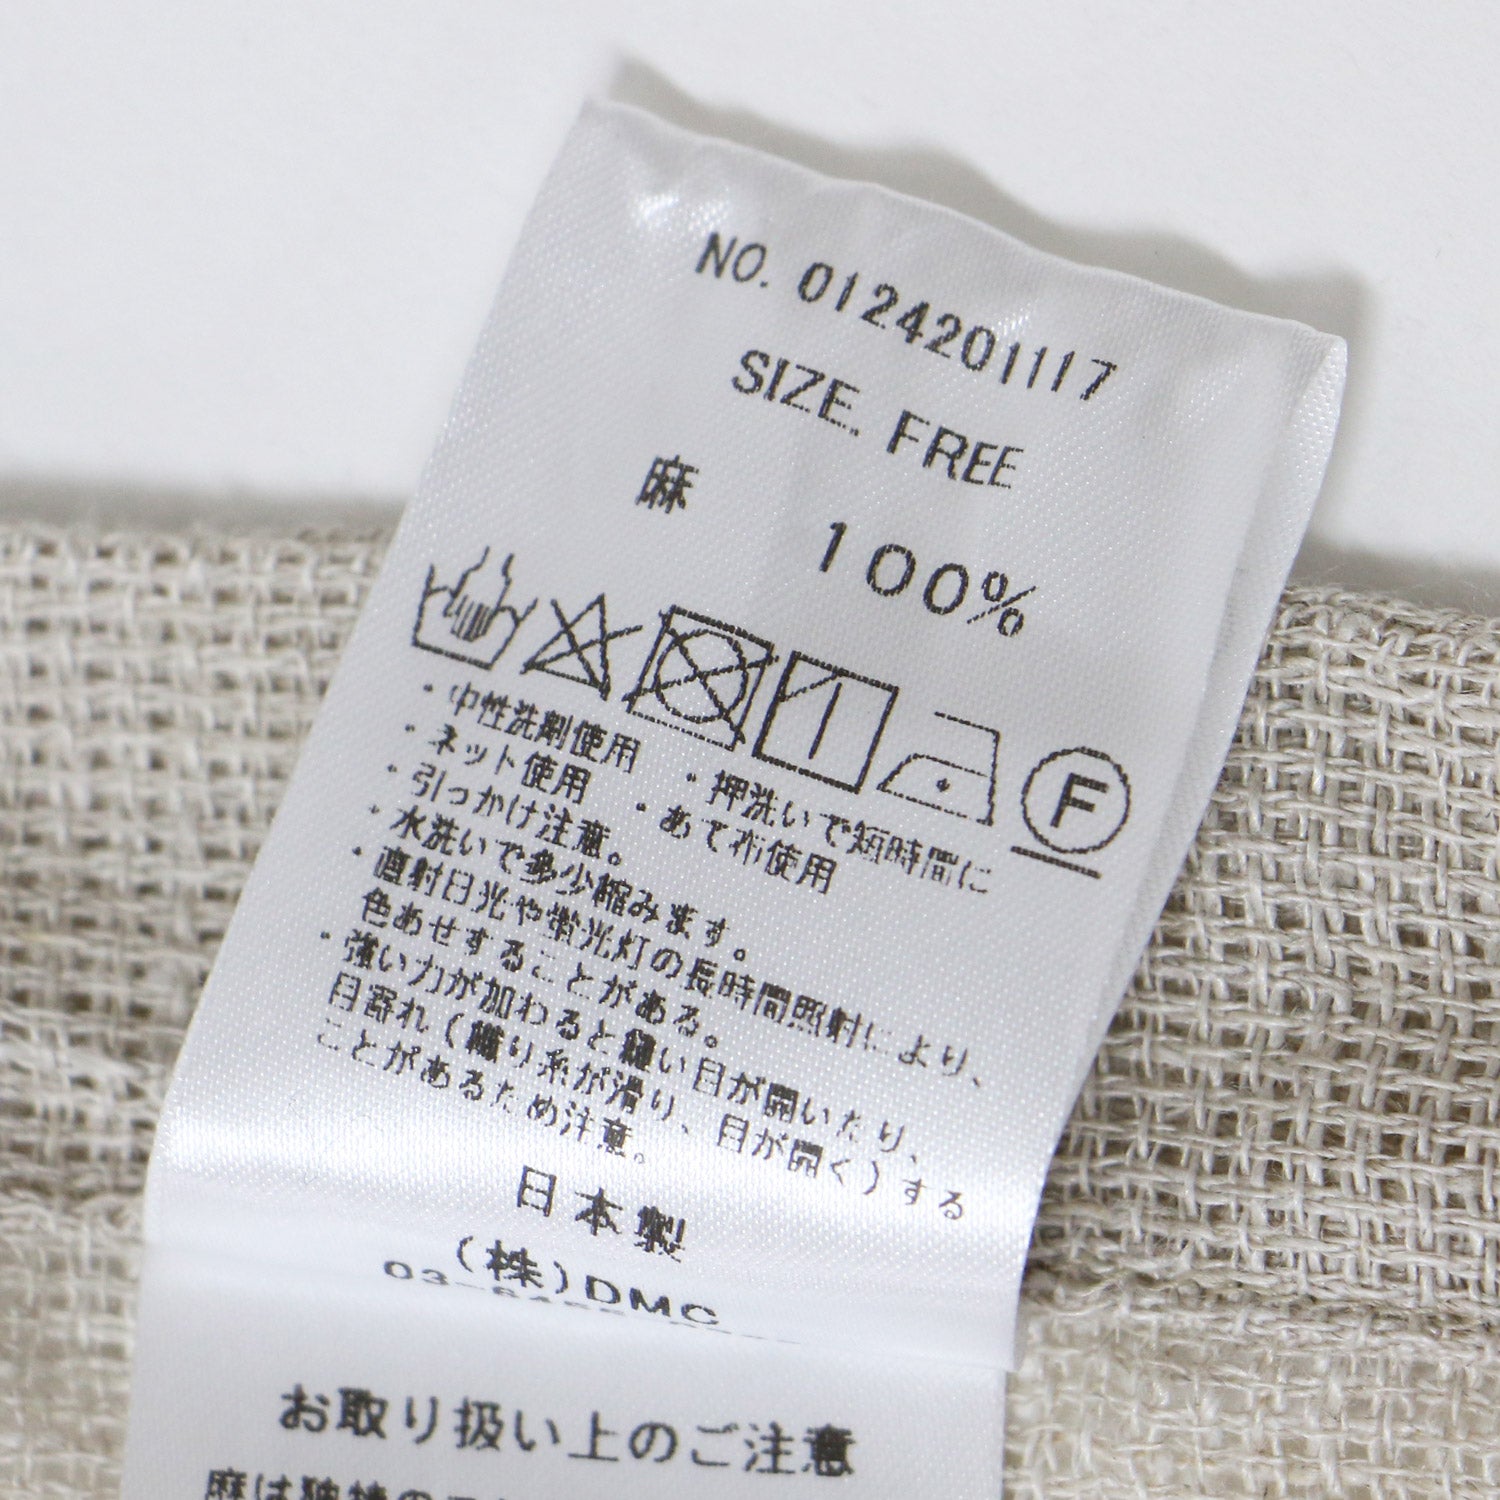 NO. 0124201117
SIZE. FREE
麻 100%
F
・中性洗剤使用 ・押洗いで短時間に
・ネット使用 ・あて布使用
・引っかけ注意。
・水洗いで多少縮みます。
・直射日光や蛍光灯の長時間照射により、
色あせすることがある。
・強い力が加わると縫い目が開いたり、
目寄れ(織り糸が滑り、目が開く)する
ことがあるため注意。
日本製
(株)DMC
03-
お取り扱い上のご注意
麻は独特の